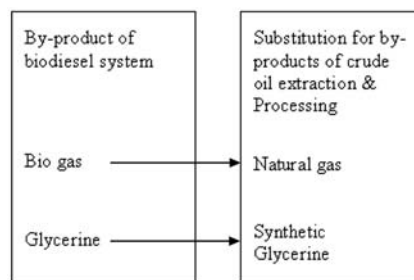 By-product of
biodiesel system
Bio gas
Glycerine
Substitution for by-
products of crude
oil extraction &
Processing
Natural gas
Synthetic
Glycerine